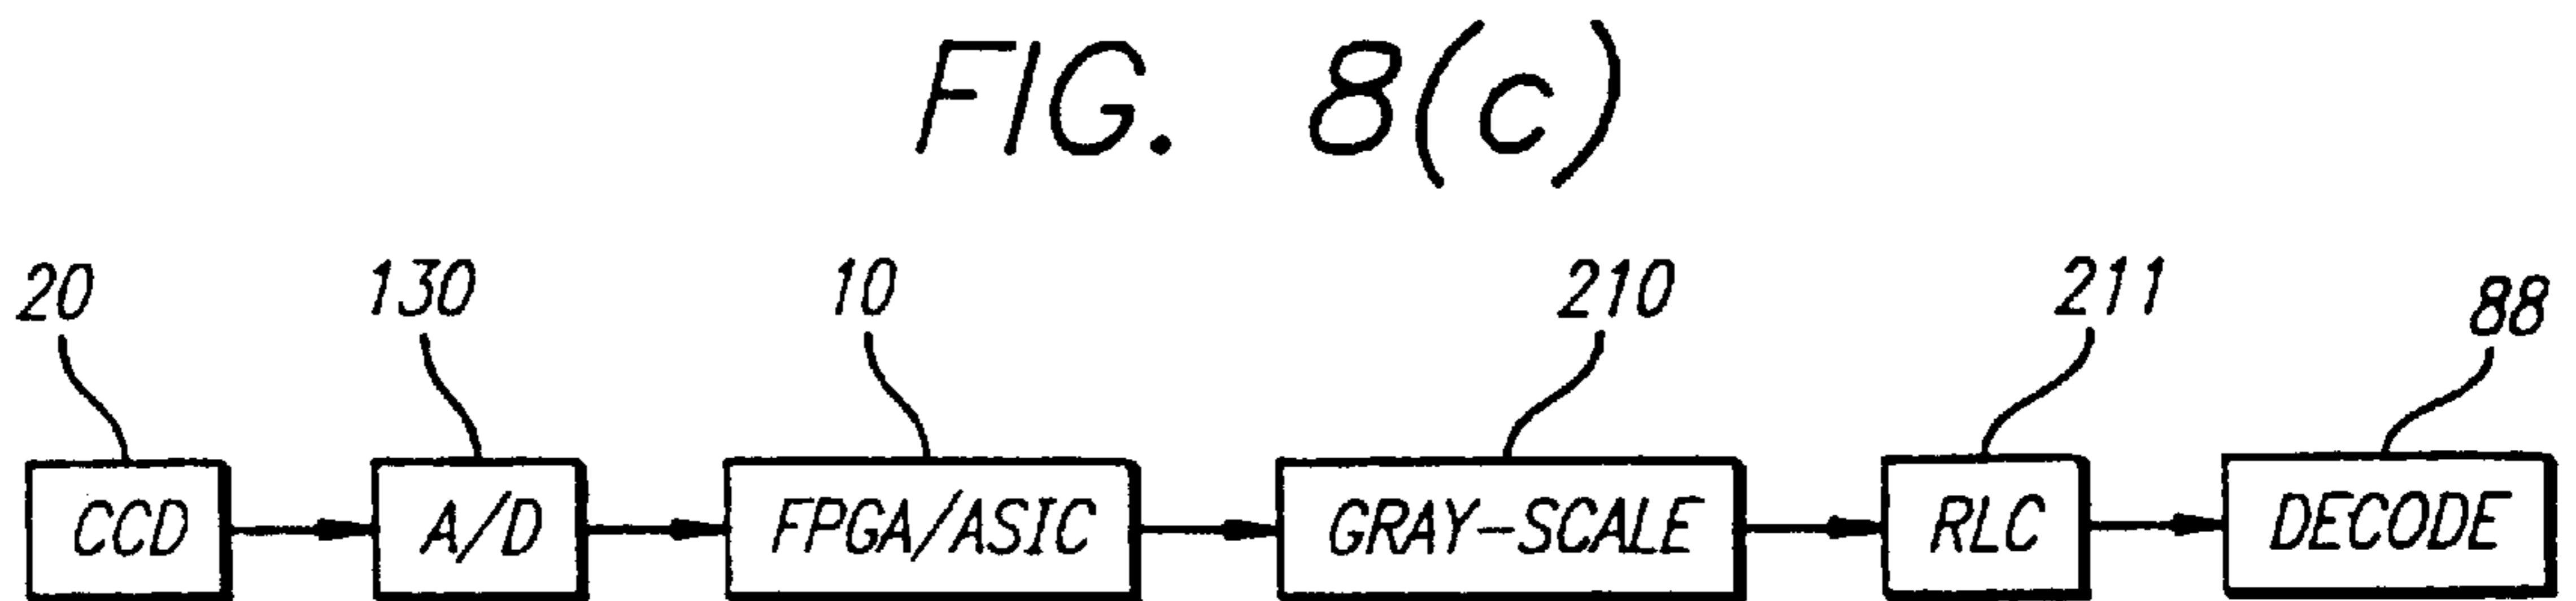 FIG. 8(c)
20 130 10 210 211 88
CCD A/D FPGA/ASIC GRAY-SCALE RLC DECODE